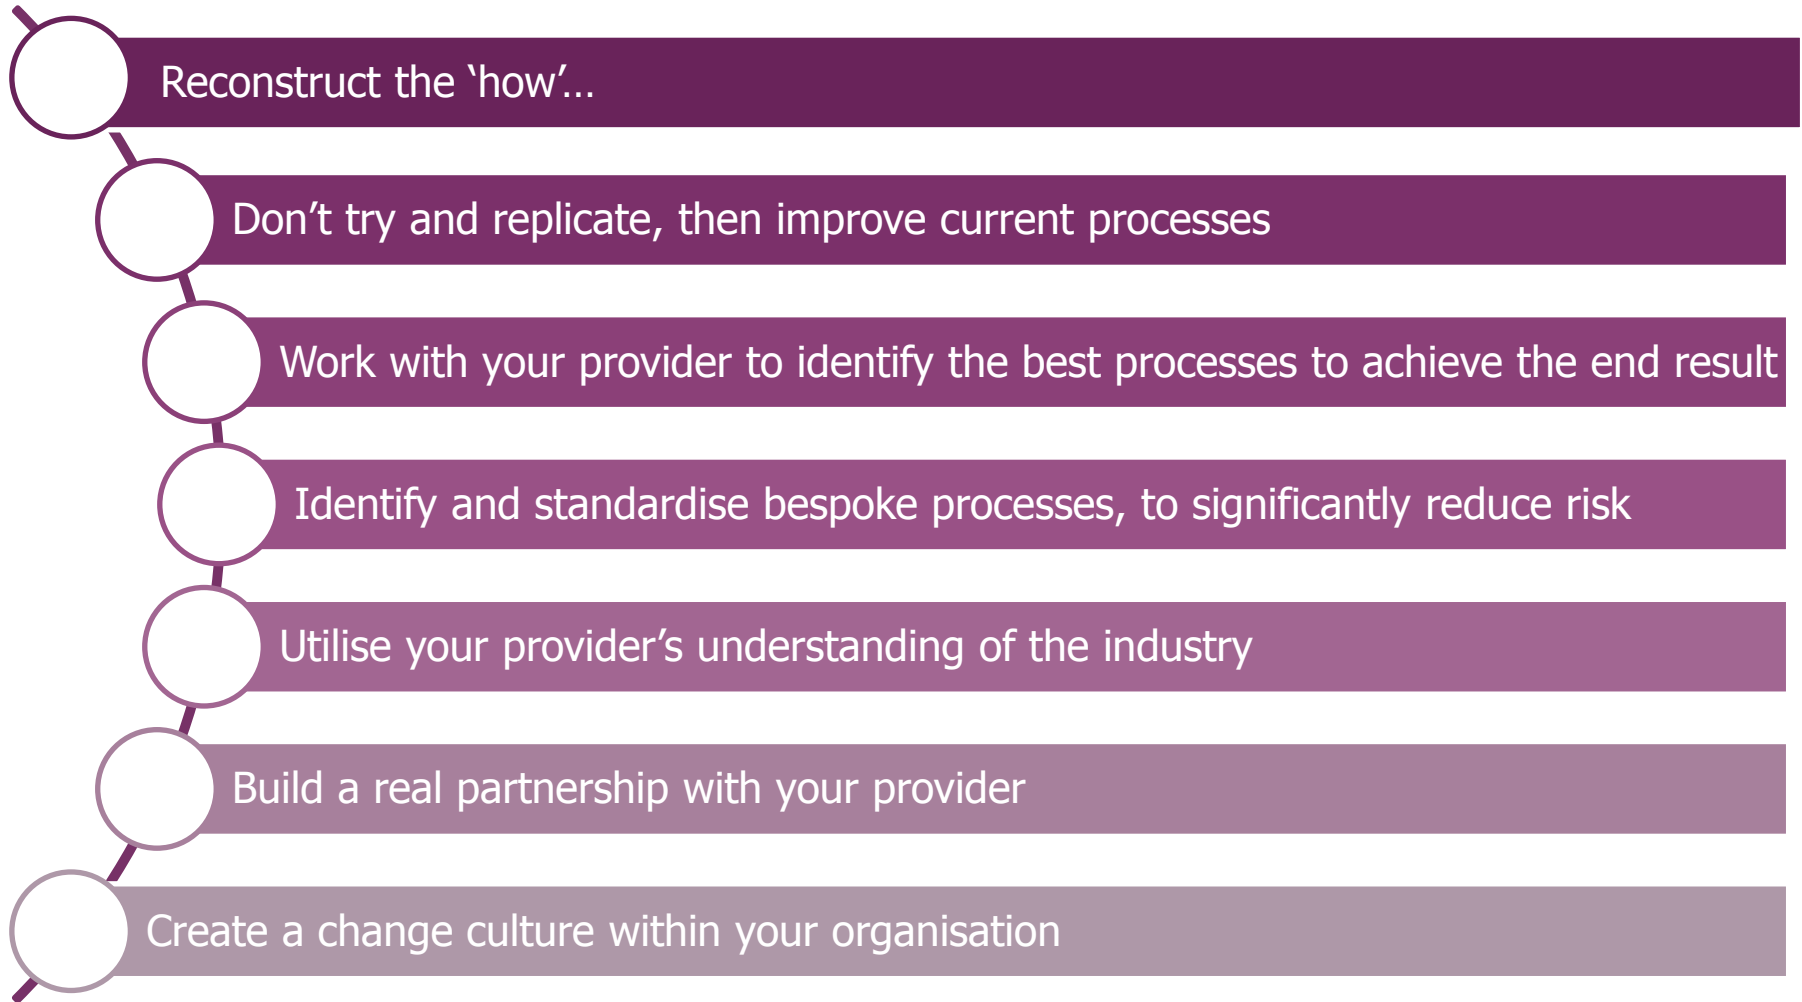 Reconstruct the ‘how’…
Don’t try and replicate, then improve current processes
Work with your provider to identify the best processes to achieve the end result
Identify and standardise bespoke processes, to significantly reduce risk
Utilise your provider’s understanding of the industry
Build a real partnership with your provider
Create a change culture within your organisation